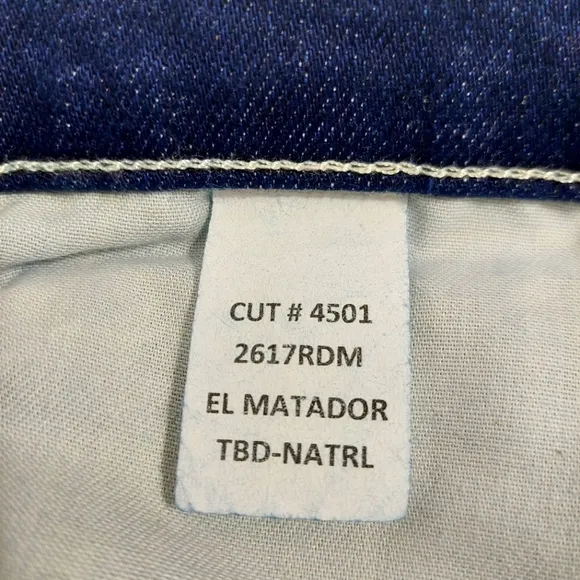 CUT # 4501
2617RDM
EL MATADOR
TBD-NATRL